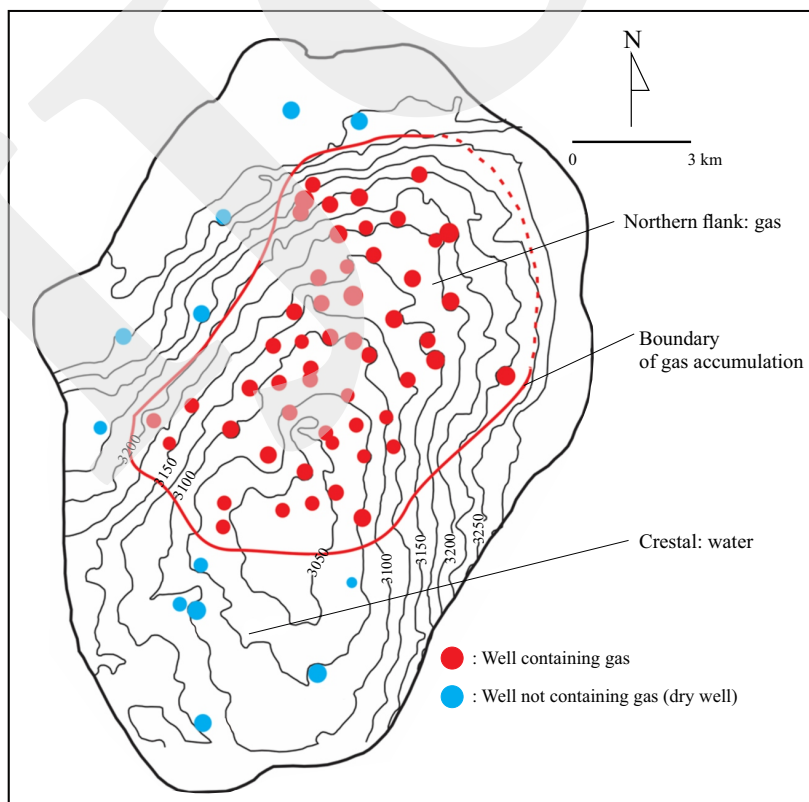 N
0
3 km
Northern flank: gas
Boundary
of gas accumulation
3200
3150
3100
3050
3100
3150
3200
3250
Crestal: water
: Well containing gas
: Well not containing gas (dry well)